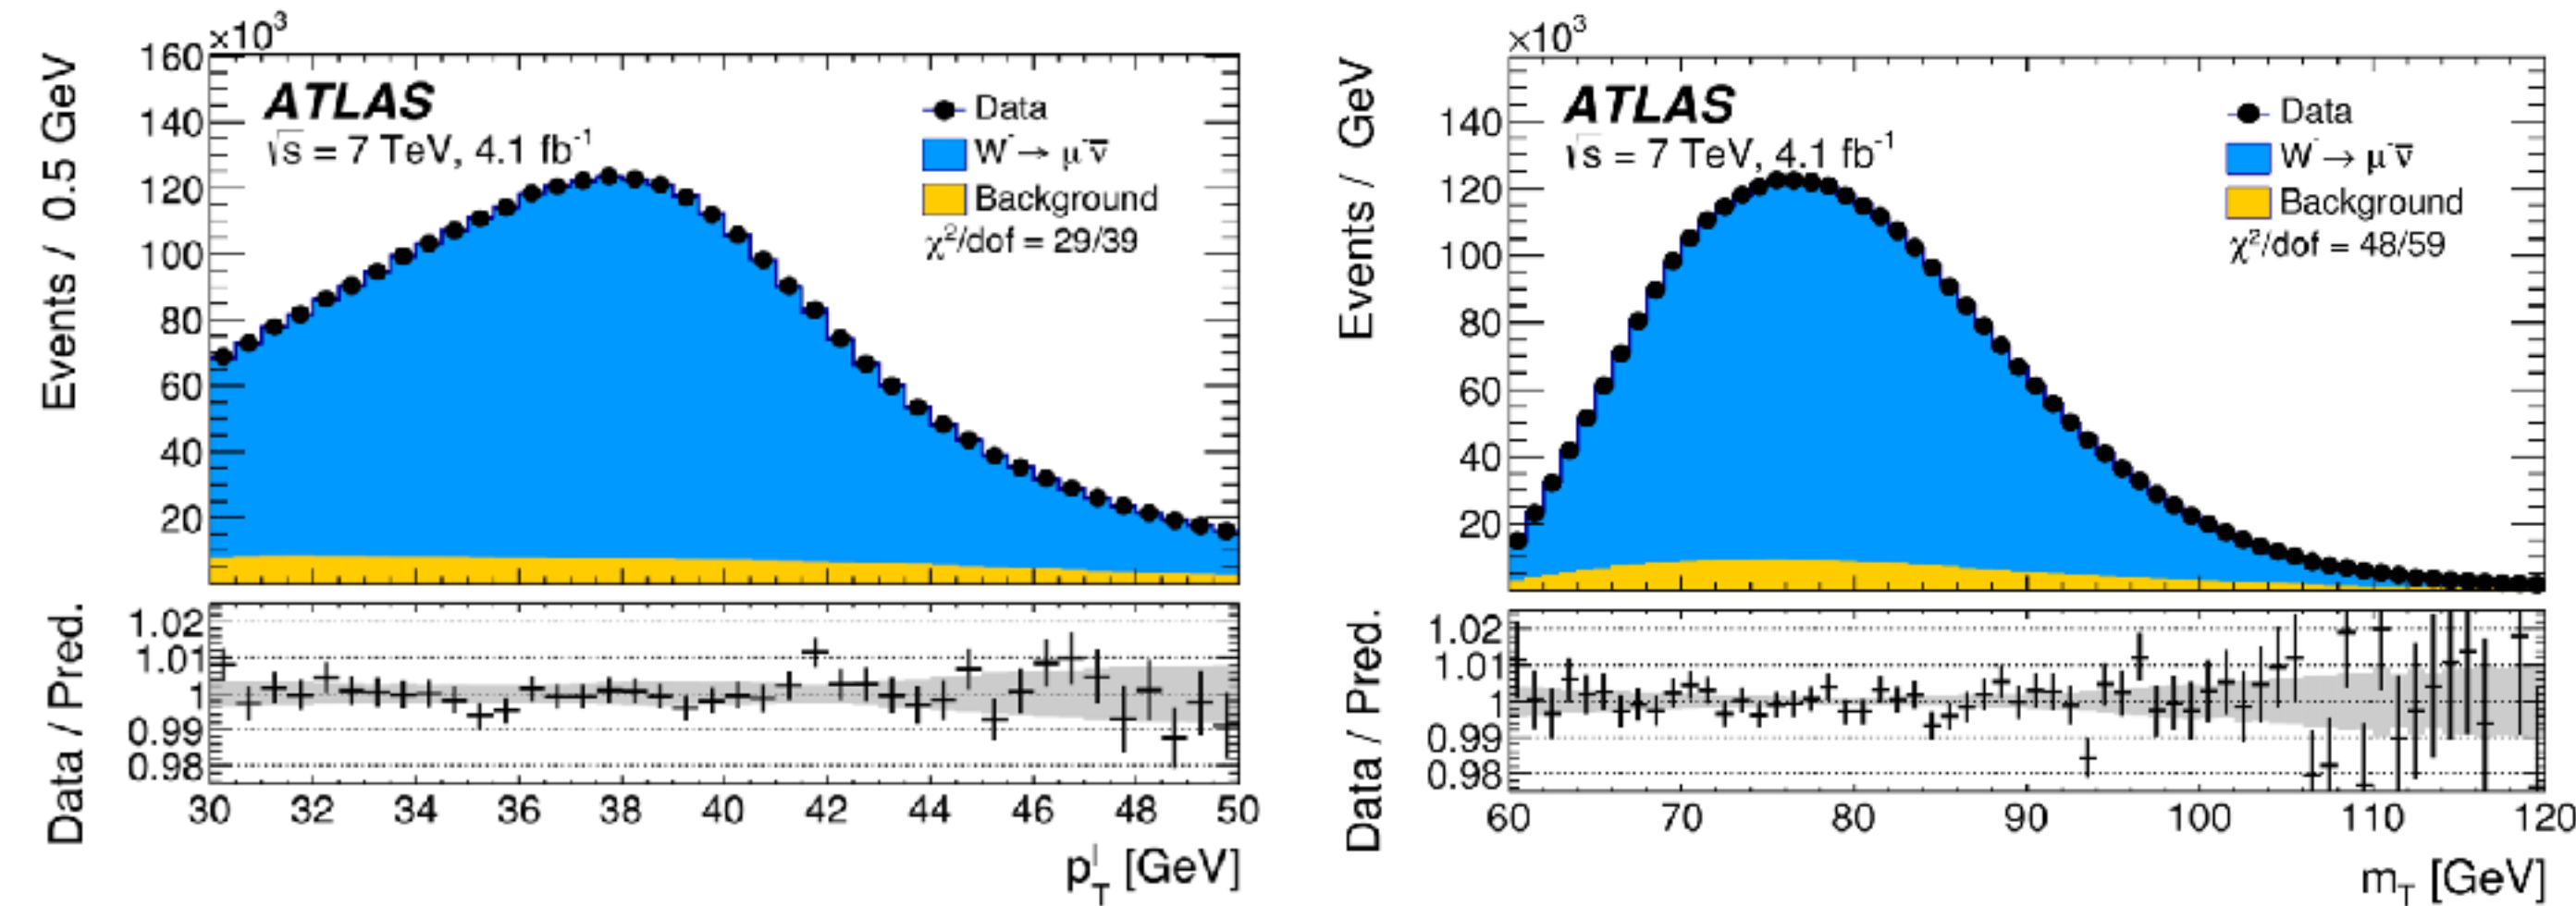 ×10³
160
140
120
100
80
60
40
20
Events / 0.5 GeV
ATLAS
√s = 7 TeV, 4.1 fb⁻¹
Data
W⁻→ μ⁻ν̅
Background
χ²/dof = 29/39
1.02
1.01
1
0.99
0.98
Data / Pred.
30 32 34 36 38 40 42 44 46 48 50
pˡT [GeV]
×10³
140
120
100
80
60
40
20
Events / GeV
ATLAS
√s = 7 TeV, 4.1 fb⁻¹
Data
W⁻→ μ⁻ν̅
Background
χ²/dof = 48/59
1.02
1.01
1
0.99
0.98
Data / Pred.
60 70 80 90 100 110 120
mT [GeV]